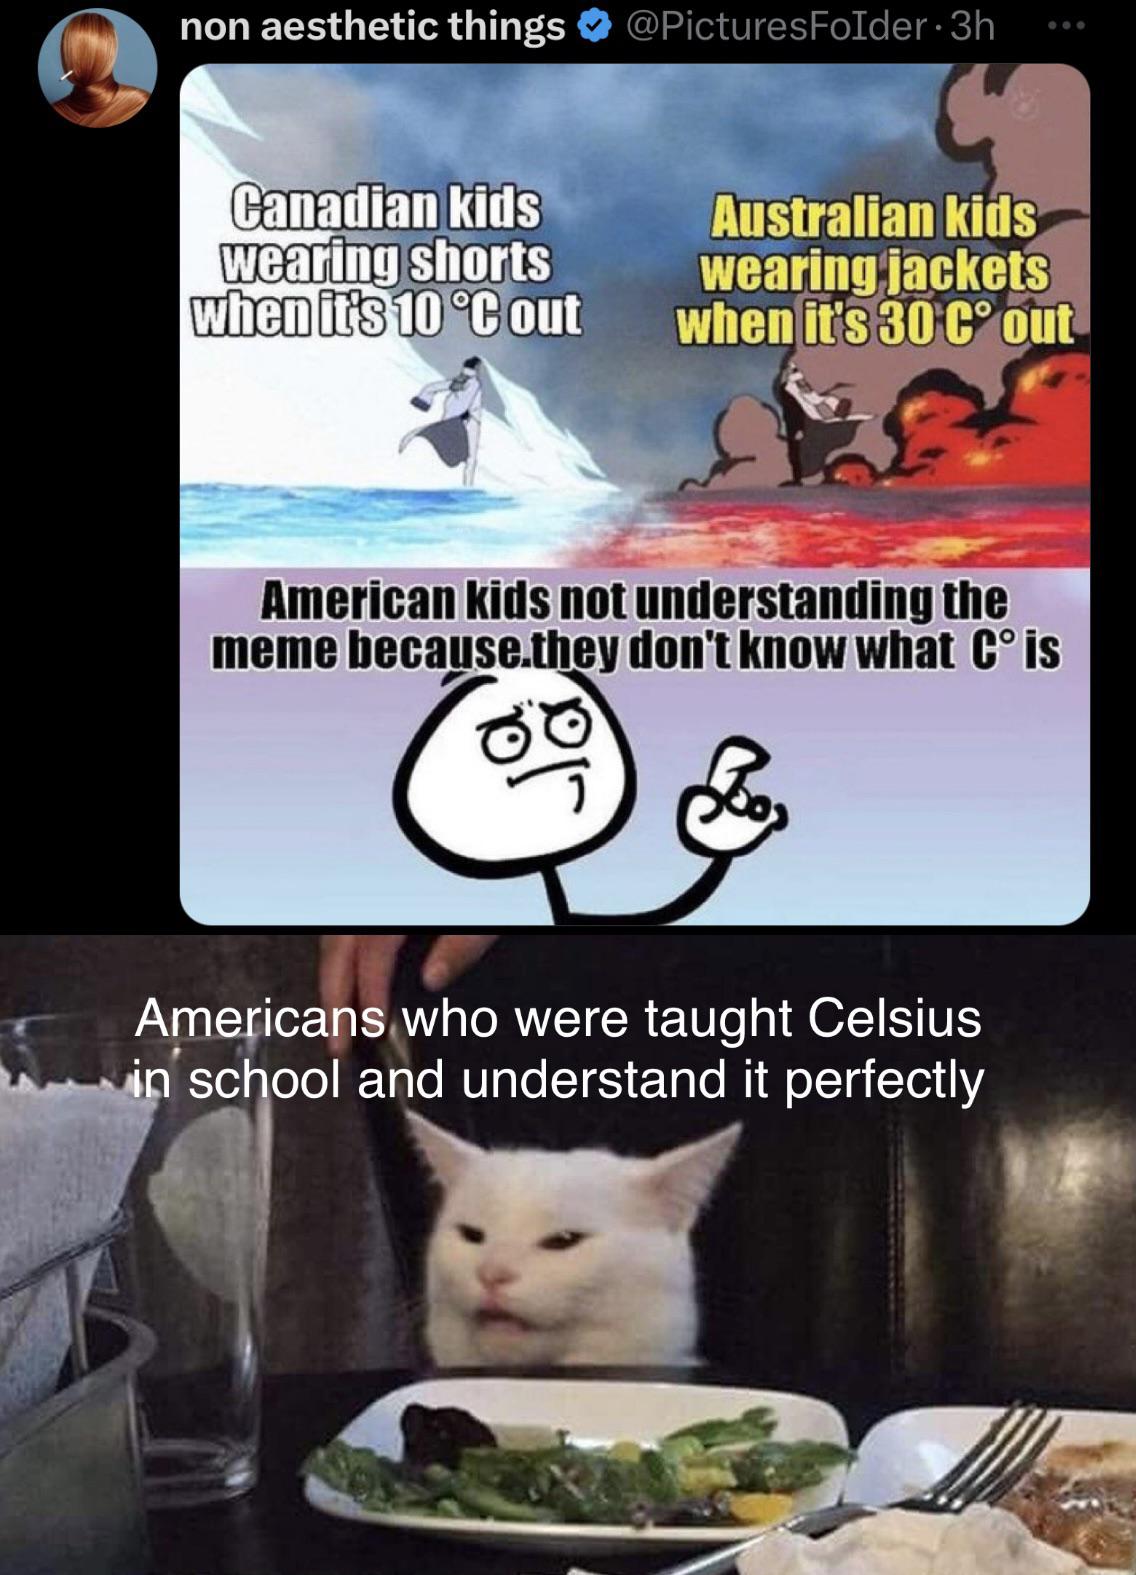 non aesthetic things @PicturesFoIder · 3h
Canadian kids
wearing shorts
when it's 10 °C out
Australian kids
wearing jackets
when it's 30 C° out
American kids not understanding the
meme because.they don't know what C° is
Americans who were taught Celsius
in school and understand it perfectly